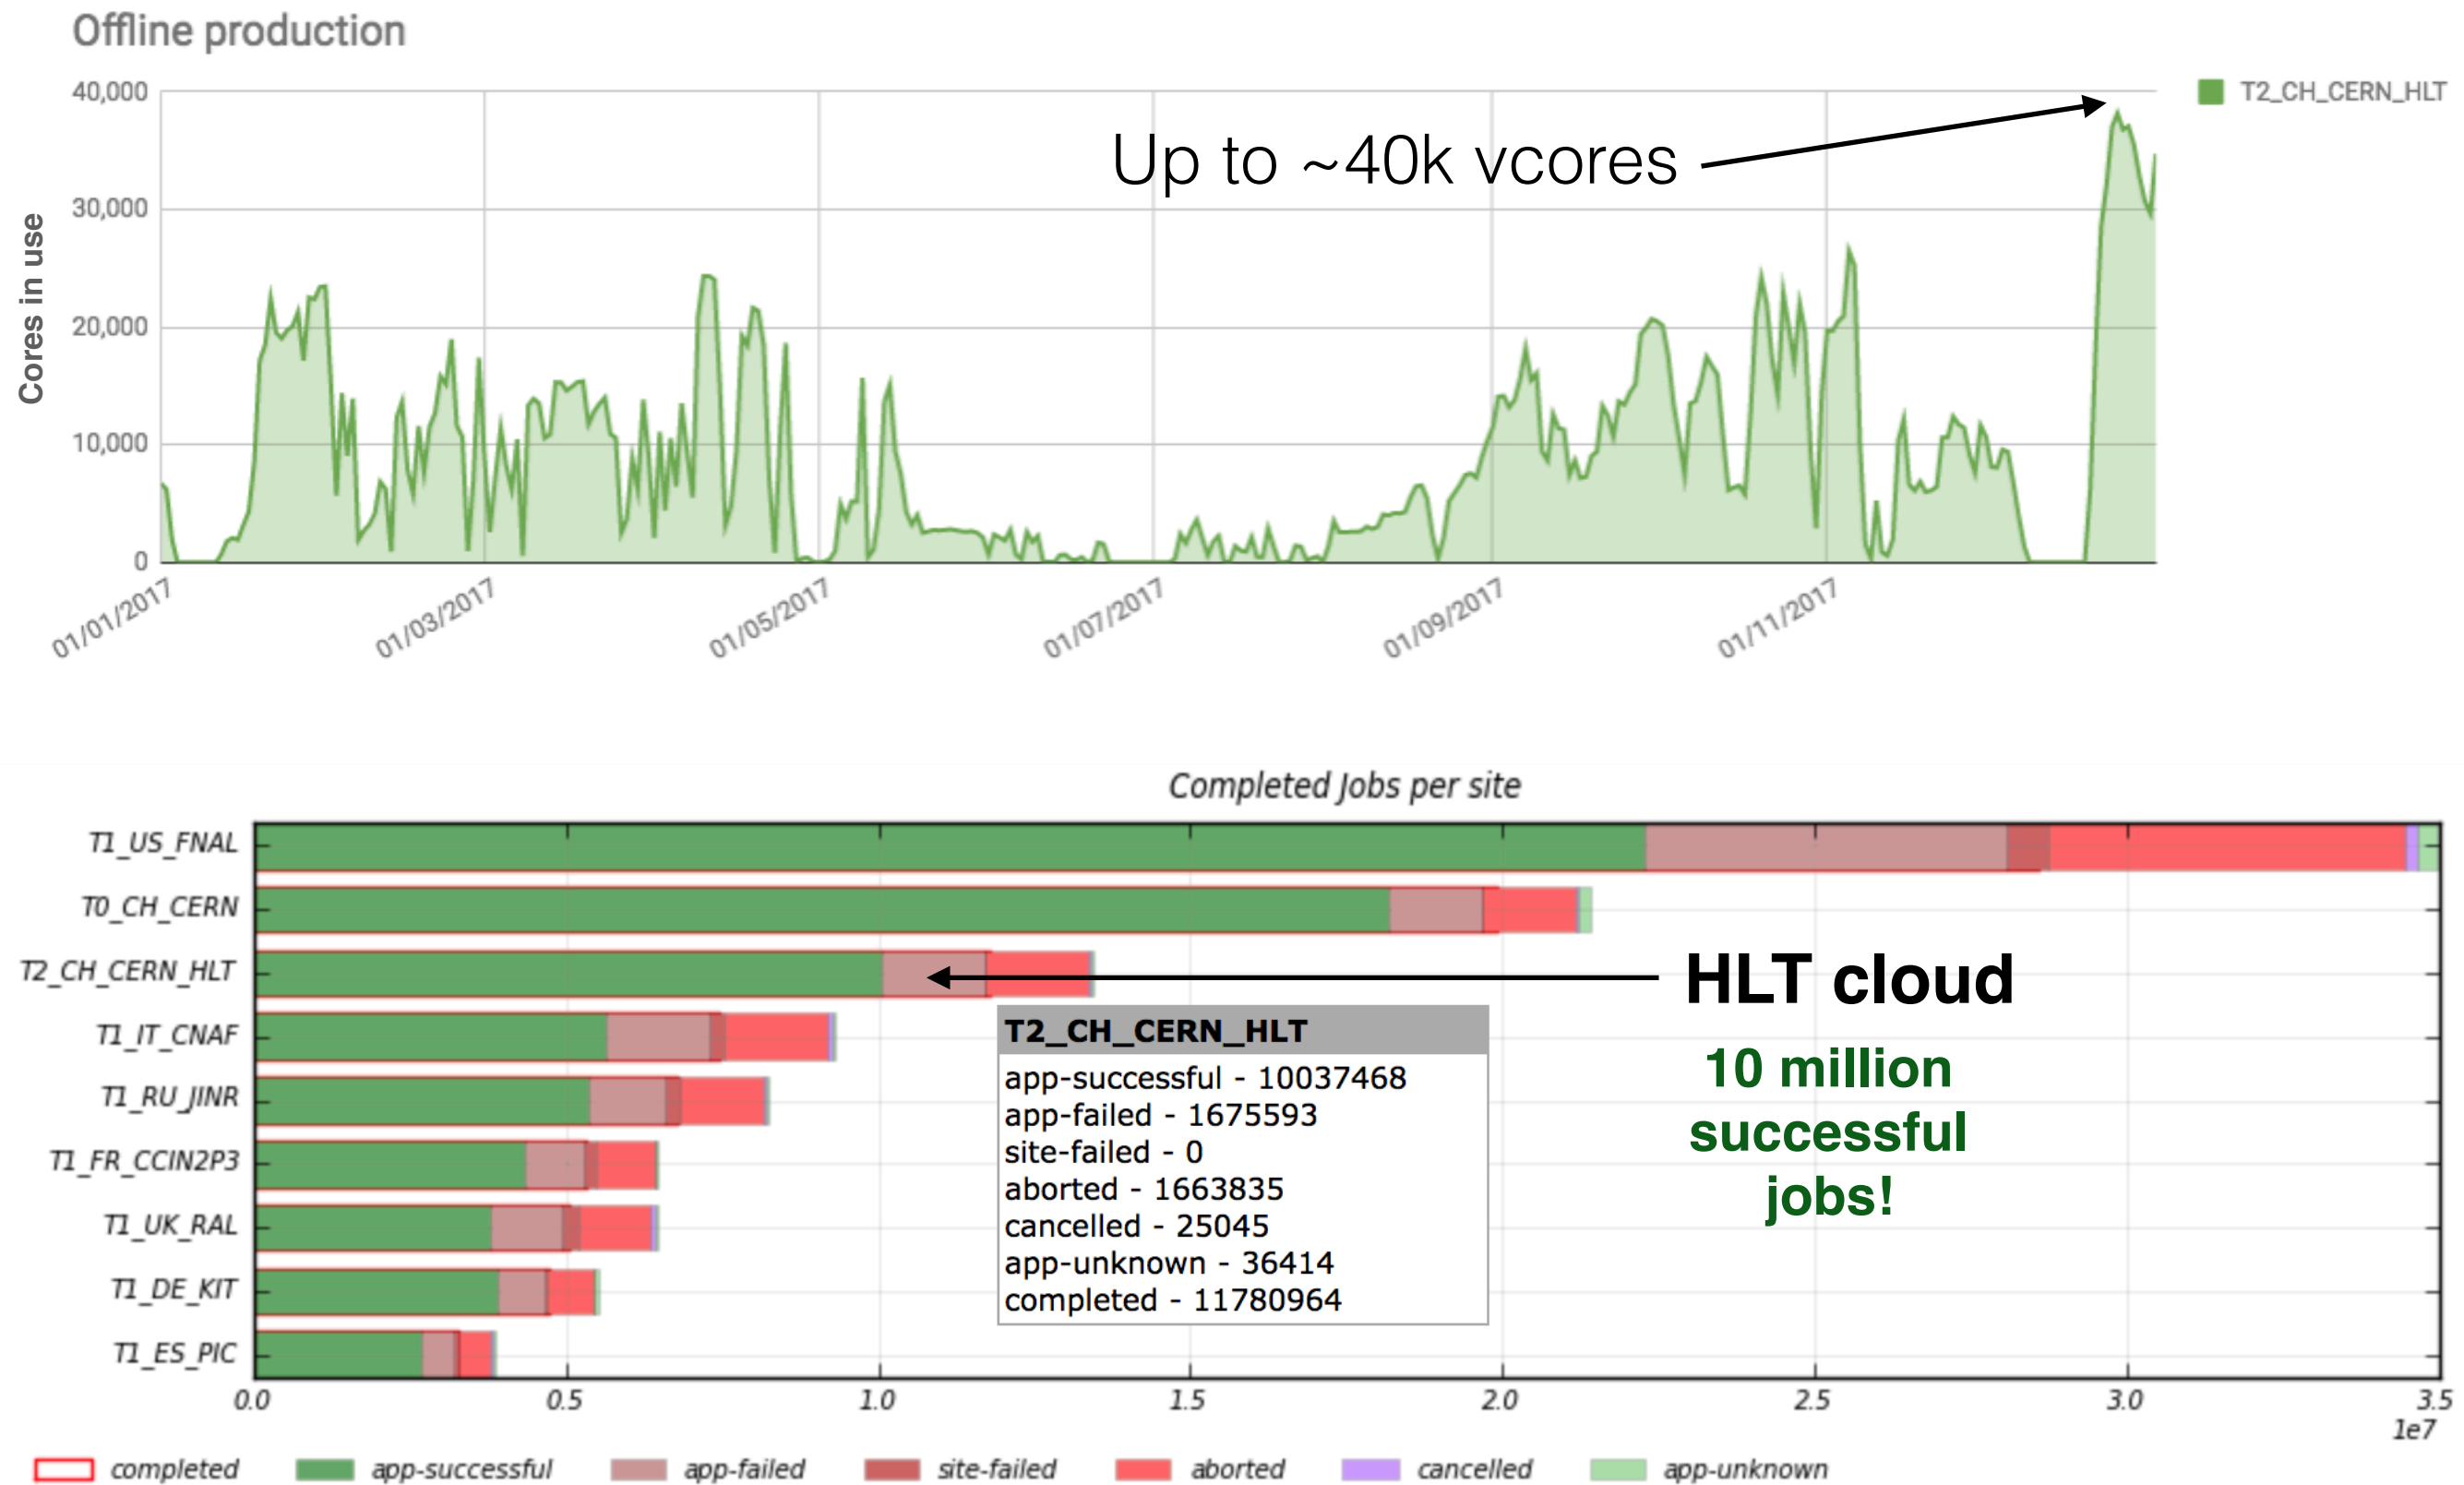 Offline production
40,000
T2_CH_CERN_HLT
Up to ~40k vcores
30,000
20,000
10,000
0
Cores in use
01/01/2017
01/03/2017
01/05/2017
01/07/2017
01/09/2017
01/11/2017
Completed Jobs per site
T1_US_FNAL
T0_CH_CERN
T2_CH_CERN_HLT
T1_IT_CNAF
T1_RU_JINR
T1_FR_CCIN2P3
T1_UK_RAL
T1_DE_KIT
T1_ES_PIC
HLT cloud
10 million
successful
jobs!
T2_CH_CERN_HLT
app-successful - 10037468
app-failed - 1675593
site-failed - 0
aborted - 1663835
cancelled - 25045
app-unknown - 36414
completed - 11780964
0.0 0.5 1.0 1.5 2.0 2.5 3.0 3.5
1e7
completed app-successful app-failed site-failed aborted cancelled app-unknown